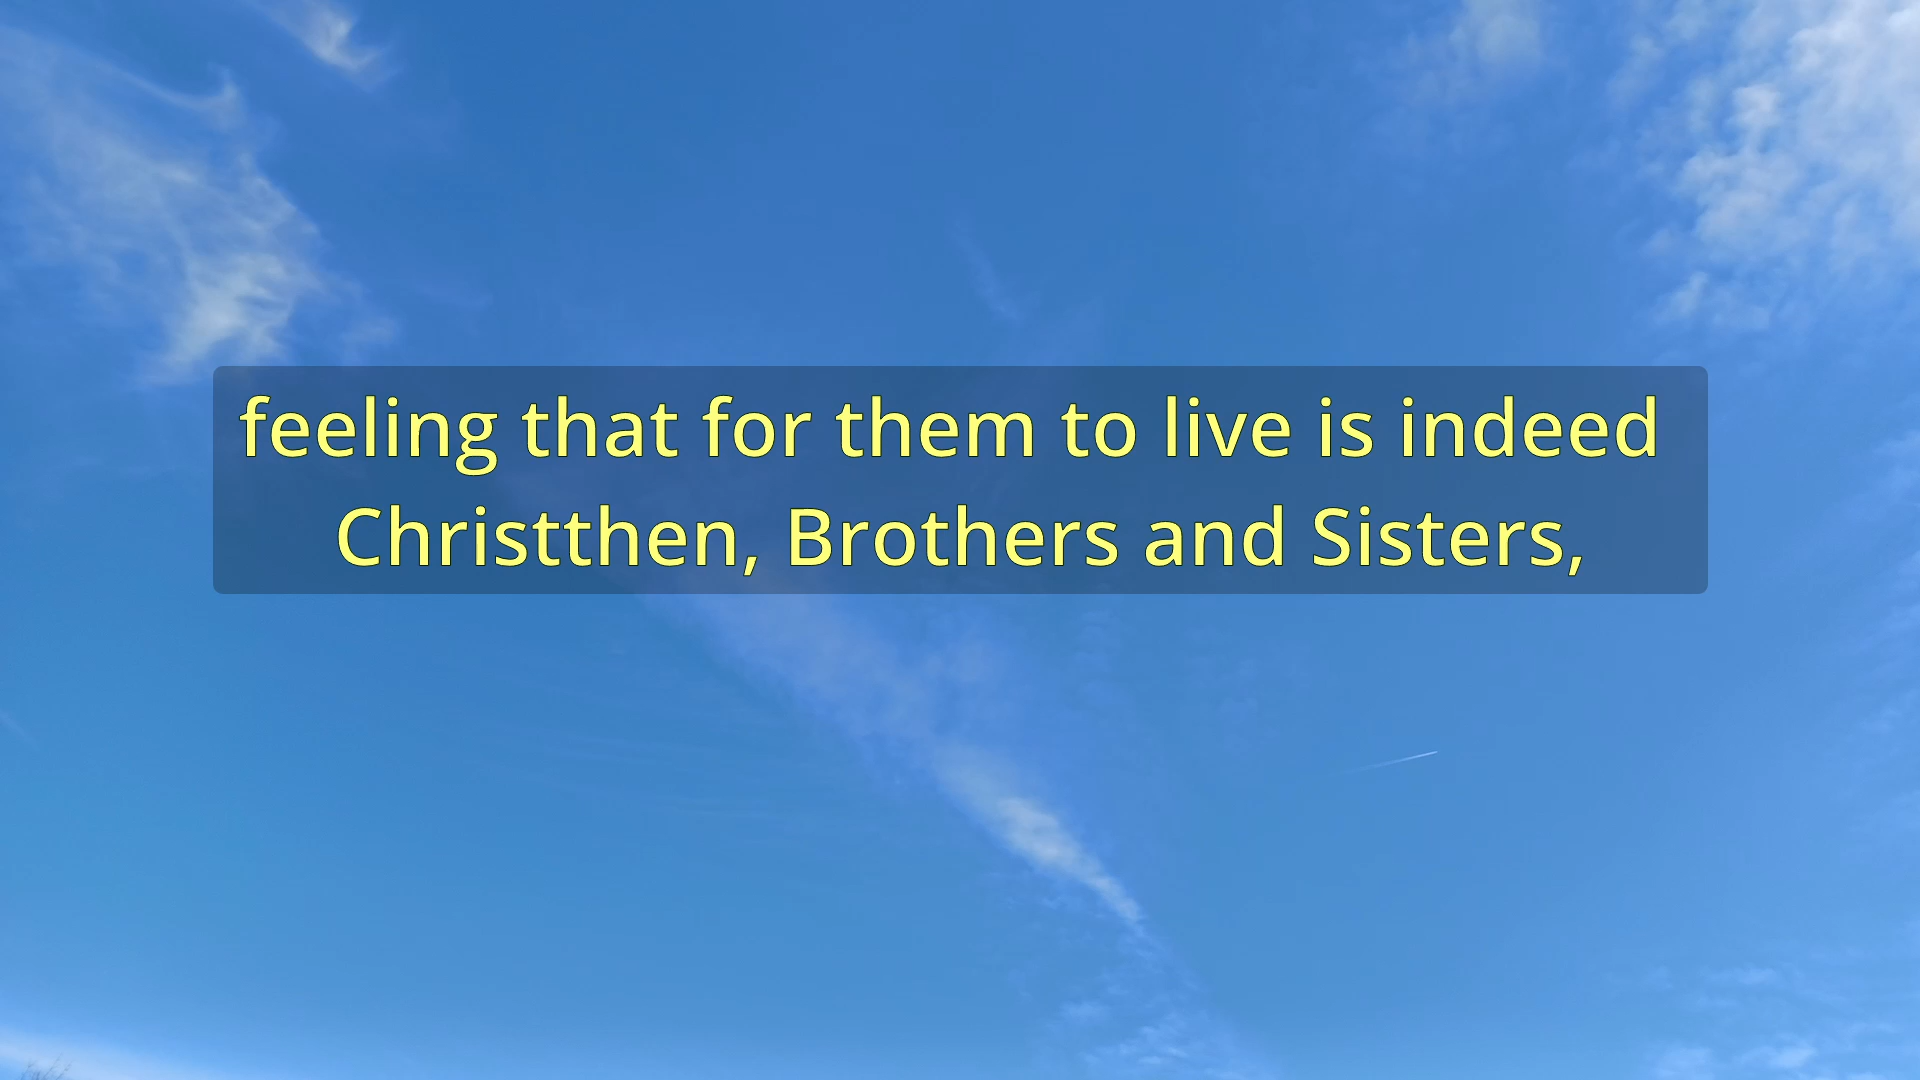 feeling that for them to live is indeed
Christthen, Brothers and Sisters,